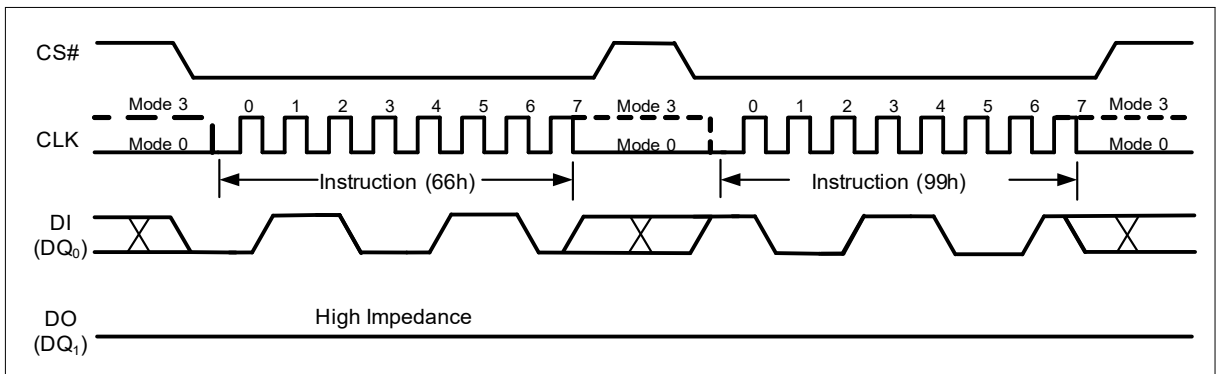 CS#
Mode 3 0 1 2 3 4 5 6 7 Mode 3 0 1 2 3 4 5 6 7 Mode 3
CLK
Mode 0 Mode 0 Mode 0
Instruction (66h) Instruction (99h)
DI
(DQ₀)
DO High Impedance
(DQ₁)